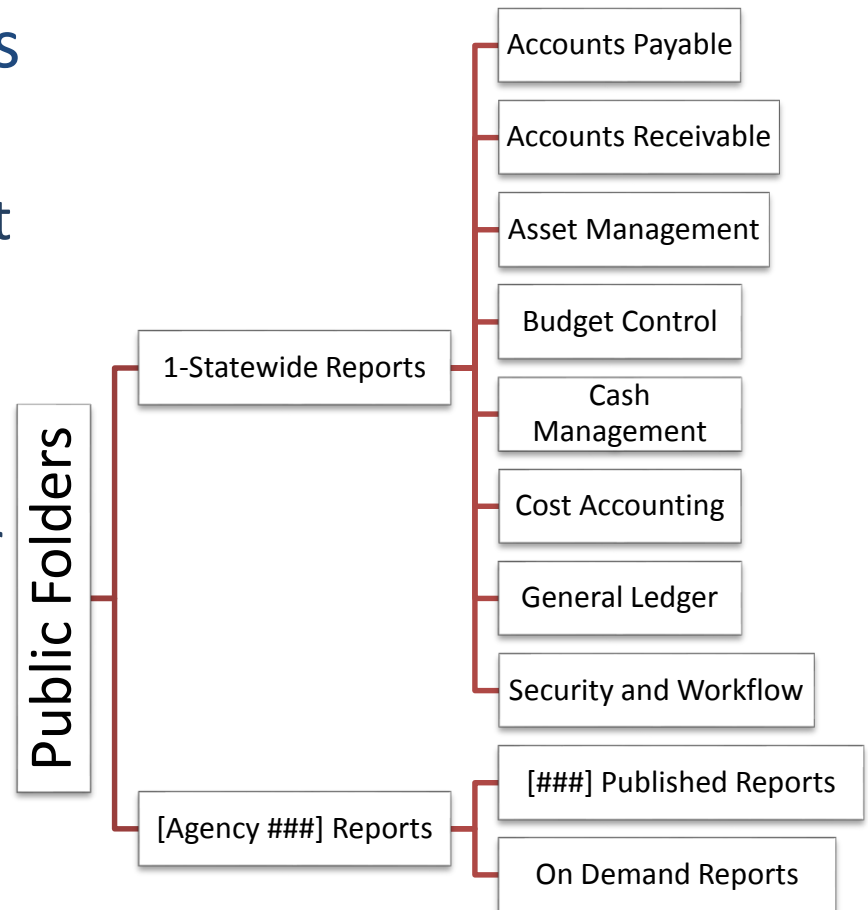 s
t
Public Folders
1-Statewide Reports
Accounts Payable
Accounts Receivable
Asset Management
Budget Control
Cash
Management
Cost Accounting
General Ledger
Security and Workflow
[Agency ###] Reports
[###] Published Reports
On Demand Reports